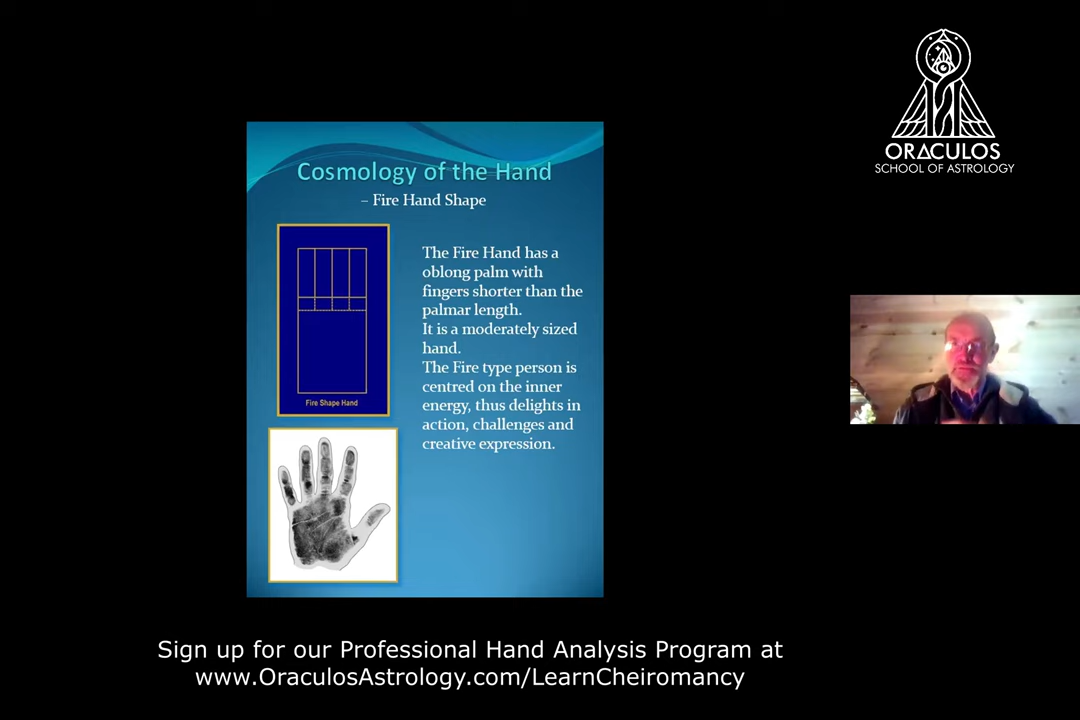 ORACULOS
SCHOOL OF ASTROLOGY
Cosmology of the Hand
– Fire Hand Shape
The Fire Hand has a
oblong palm with
fingers shorter than the
palmar length.
It is a moderately sized
hand.
The Fire type person is
centred on the inner
energy, thus delights in
action, challenges and
creative expression.
Fire Shape Hand
Sign up for our Professional Hand Analysis Program at
www.OraculosAstrology.com/LearnCheiromancy